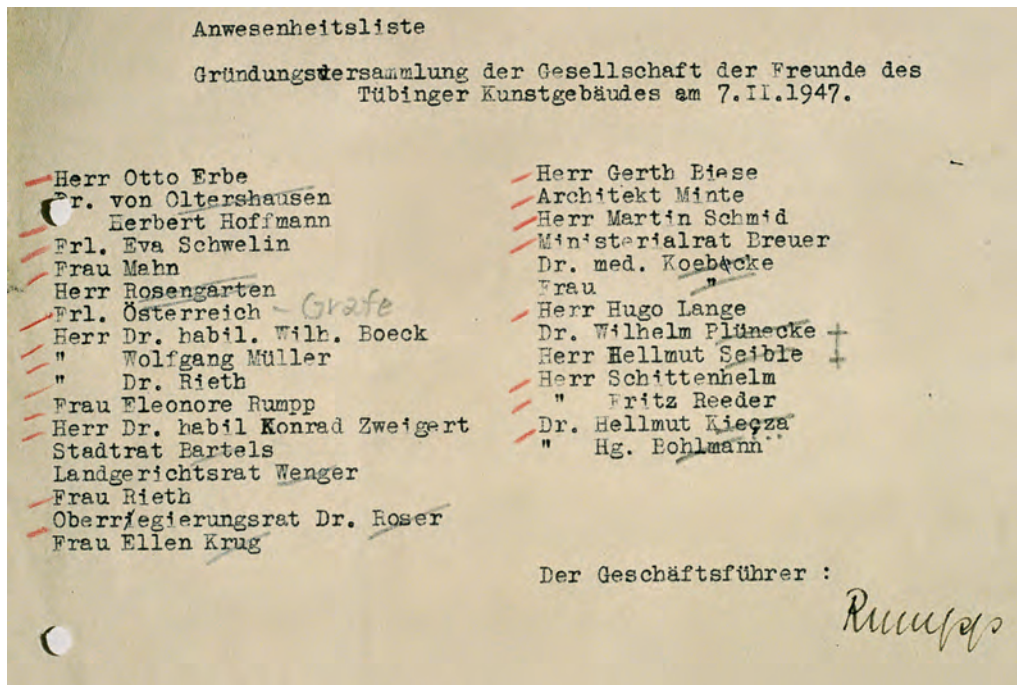 Anwesenheitsliste
Gründungsversammlung der Gesellschaft der Freunde des
Tübinger Kunstgebäudes am 7.II.1947.
Herr Otto Erbe
Dr. von Oltershausen
Herbert Hoffmann
Frl. Eva Schwelin
Frau Mahn
Herr Rosengarten
Frl. Österreich - Gräfe
Herr Dr. habil. Wilh. Boeck
" Wolfgang Müller
" Dr. Rieth
Frau Eleonore Rumpp
Herr Dr. habil Konrad Zweigert
Stadtrat Bartels
Landgerichtsrat Wenger
Frau Rieth
Oberregierungsrat Dr. Roser
Frau Ellen Krug
Herr Gerth Biese
Architekt Minte
Herr Martin Schmid
Ministerialrat Breuer
Dr. med. Koebcke
Frau "
Herr Hugo Lange
Dr. Wilhelm Plünecke
Herr Hellmut Seible
Herr Schittenhelm
" Fritz Reeder
Dr. Hellmut
" Hg. Bohlmann
Der Geschäftsführer :
Rumpp